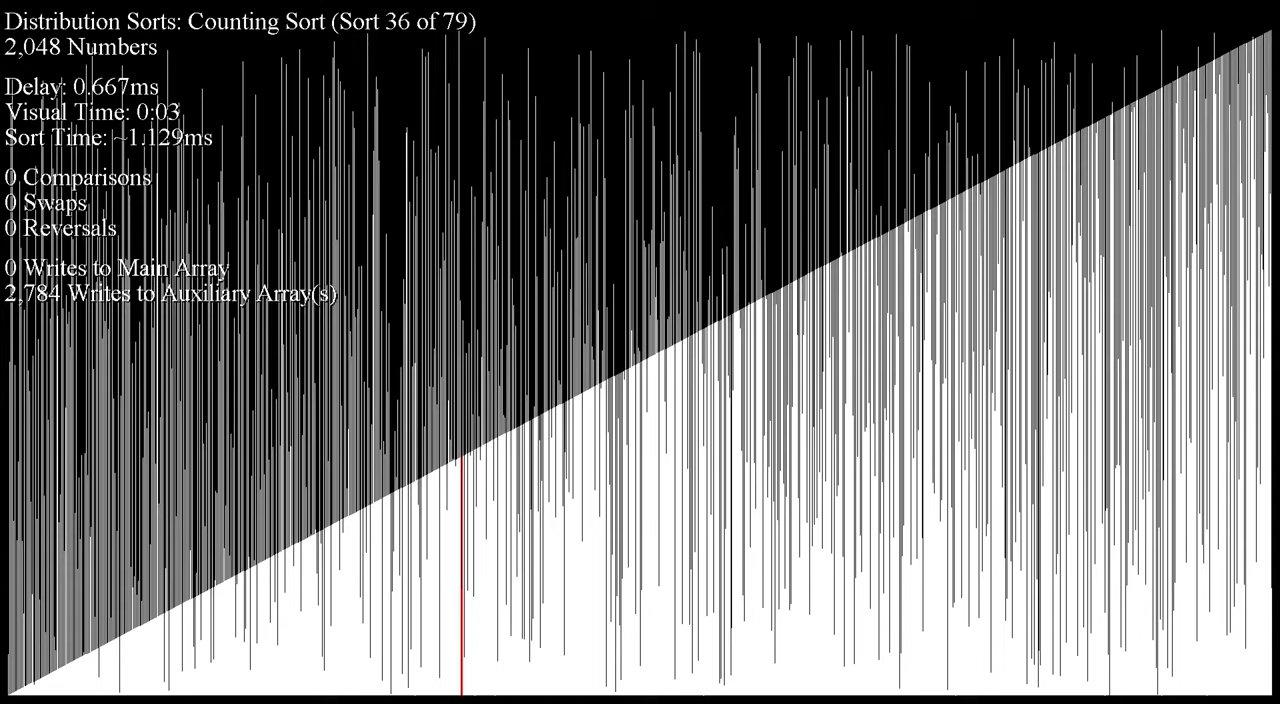 Distribution Sorts: Counting Sort (Sort 36 of 79)
2,048 Numbers
Delay: 0.667ms
Visual Time: 0:03
Sort Time: ~1.129ms
0 Comparisons
0 Swaps
0 Reversals
0 Writes to Main Array
2,784 Writes to Auxiliary Array(s)